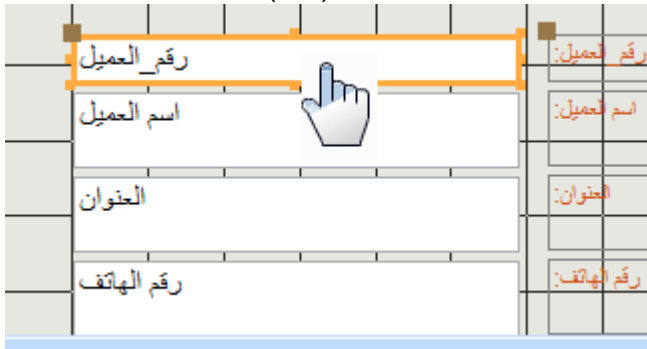 رقم_العميل: رقم_العميل
اسم العميل: اسم العميل
العنوان: العنوان
رقم الهاتف: رقم الهاتف